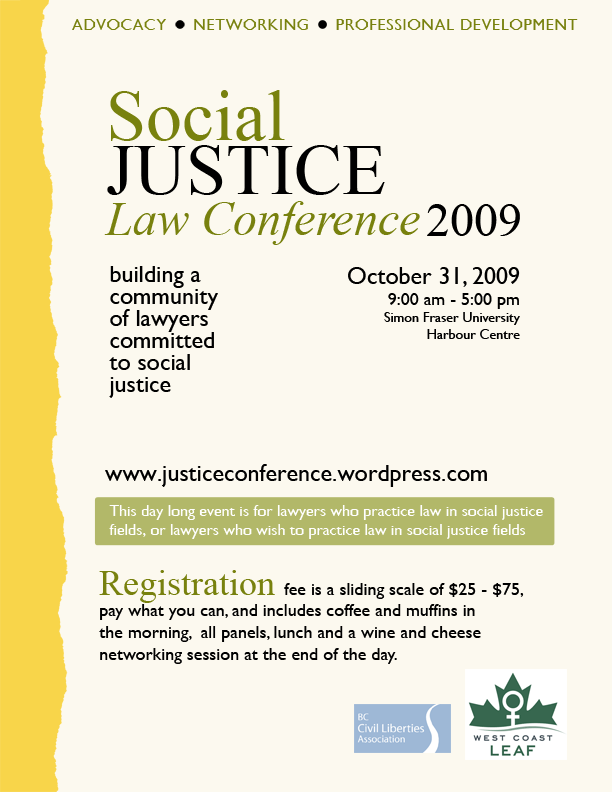 ADVOCACY ● NETWORKING ● PROFESSIONAL DEVELOPMENT
Social
JUSTICE
Law Conference 2009
building a
community
of lawyers
committed
to social
justice
October 31, 2009
9:00 am - 5:00 pm
Simon Fraser University
Harbour Centre
www.justiceconference.wordpress.com
This day long event is for lawyers who practice law in social justice
fields, or lawyers who wish to practice law in social justice fields
Registration fee is a sliding scale of $25 - $75,
pay what you can, and includes coffee and muffins in
the morning, all panels, lunch and a wine and cheese
networking session at the end of the day.
BC
Civil Liberties
Association
WEST COAST
LEAF